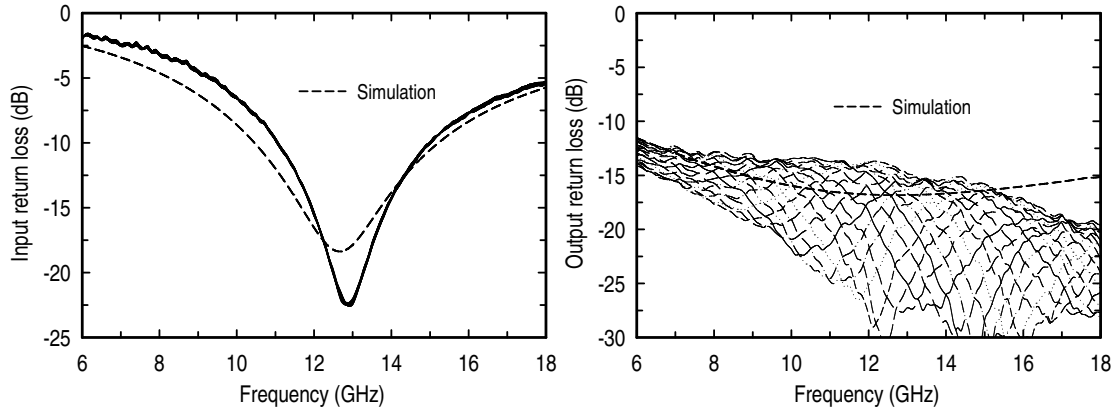 0
-5
-10
-15
-20
-25
Input return loss (dB)
Simulation
6 8 10 12 14 16 18
Frequency (GHz)
0
-5
-10
-15
-20
-25
-30
Output return loss (dB)
Simulation
6 8 10 12 14 16 18
Frequency (GHz)